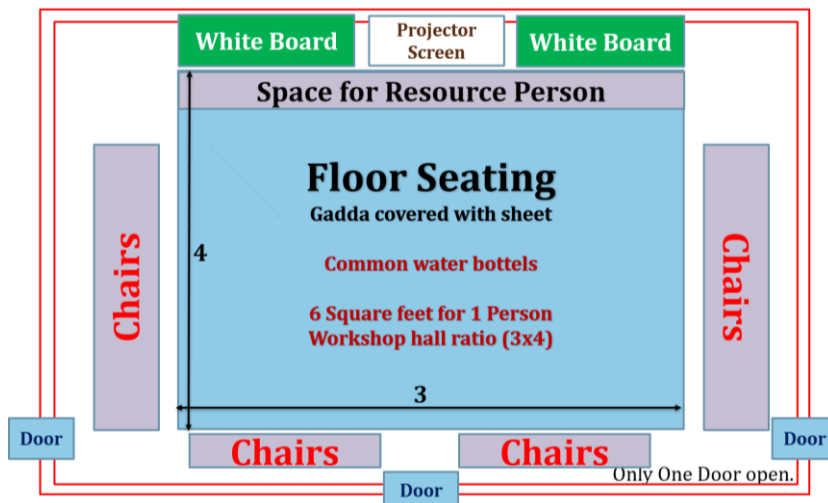 White Board
Projector
Screen
White Board
Space for Resource Person
Floor Seating
Gadda covered with sheet
Common water bottels
6 Square feet for 1 Person
Workshop hall ratio (3x4)
4
3
Chairs
Chairs
Chairs
Chairs
Door
Door
Door
Only One Door open.